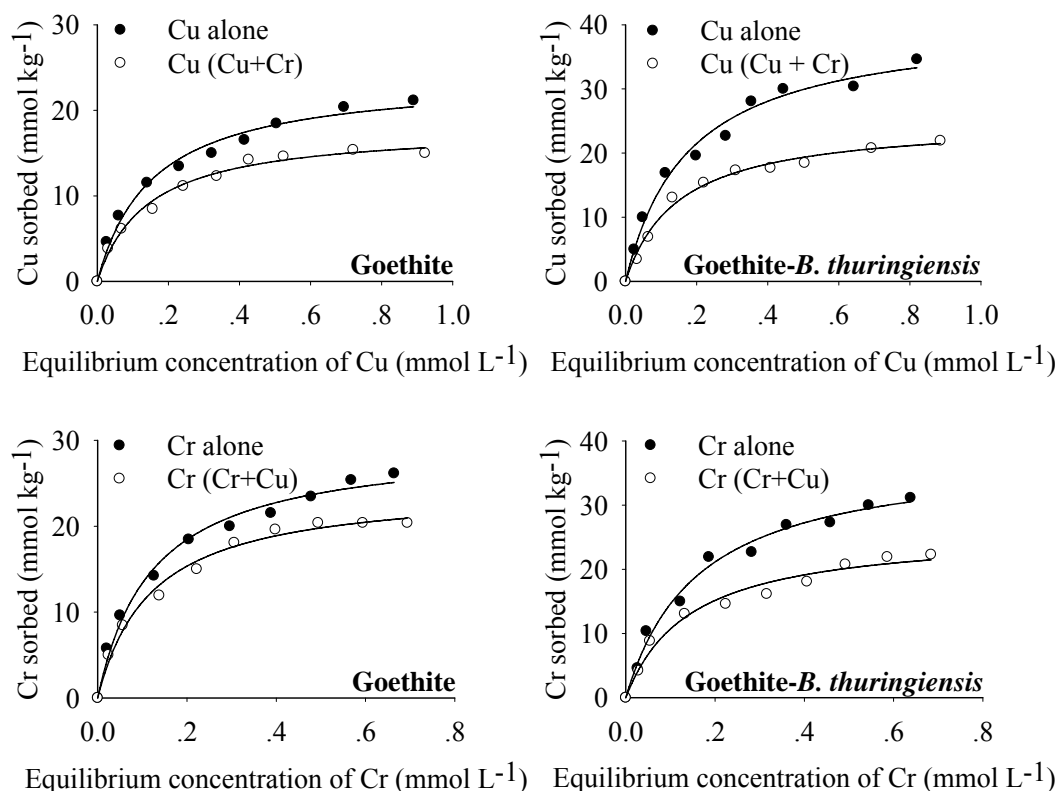 30
Cu alone
Cu (Cu+Cr)
20
10
0
Cu sorbed (mmol kg-1)
Goethite
0.0 .2 .4 .6 .8 1.0
Equilibrium concentration of Cu (mmol L-1)
40
Cu alone
Cu (Cu + Cr)
30
20
10
0
Cu sorbed (mmol kg-1)
Goethite-B. thuringiensis
0.0 .2 .4 .6 .8 1.0
Equilibrium concentration of Cu (mmol L-1)
30
Cr alone
Cr (Cr+Cu)
20
10
0
Cr sorbed (mmol kg-1)
Goethite
0.0 .2 .4 .6 .8
Equilibrium concentration of Cr (mmol L-1)
40
Cr alone
Cr (Cr+Cu)
30
20
10
0
Cr sorbed (mmol kg-1)
Goethite-B. thuringiensis
0.0 .2 .4 .6 .8
Equilibrium concentration of Cr (mmol L-1)